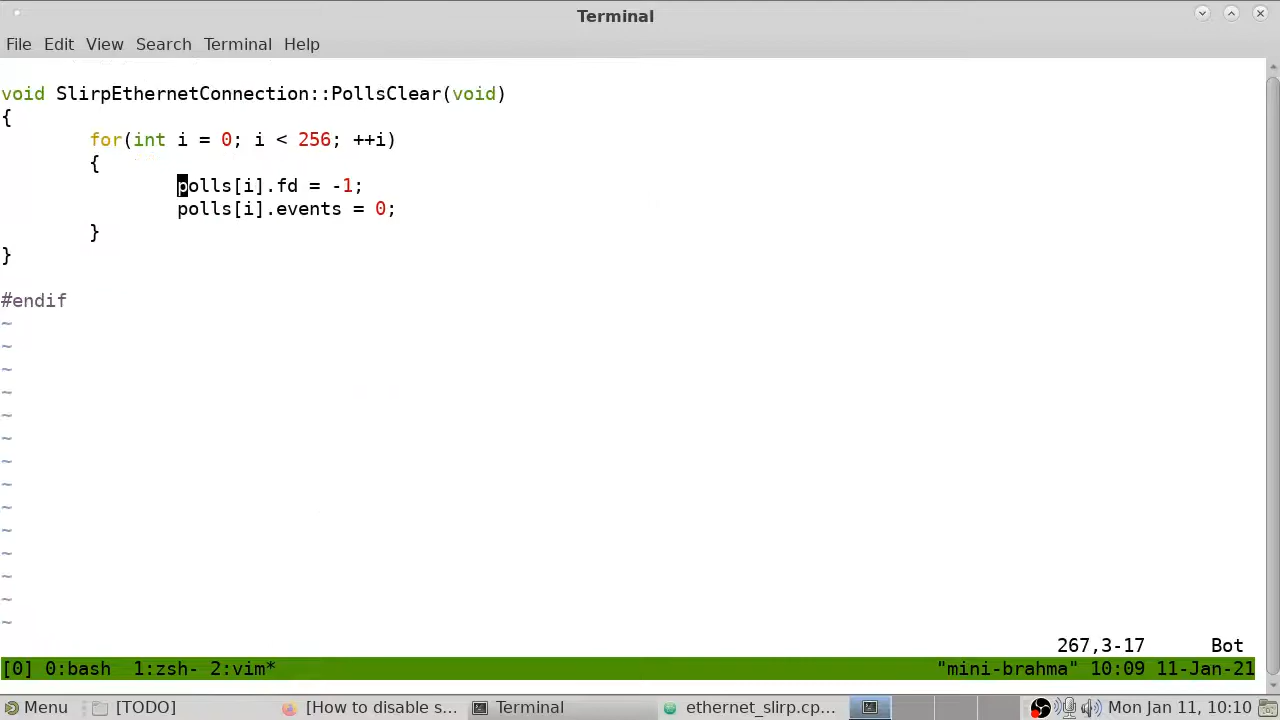 Terminal
File Edit View Search Terminal Help
void SlirpEthernetConnection::PollsClear(void)
{
for(int i = 0; i < 256; ++i)
{
polls[i].fd = -1;
polls[i].events = 0;
}
}
#endif
~
~
~
~
~
~
~
~
~
~
~
~
~
~
267,3-17 Bot
[0] 0:bash 1:zsh- 2:vim* "mini-brahma" 10:09 11-Jan-21
Menu [TODO] [How to disable s... Terminal ethernet_slirp.cp... Mon Jan 11, 10:10